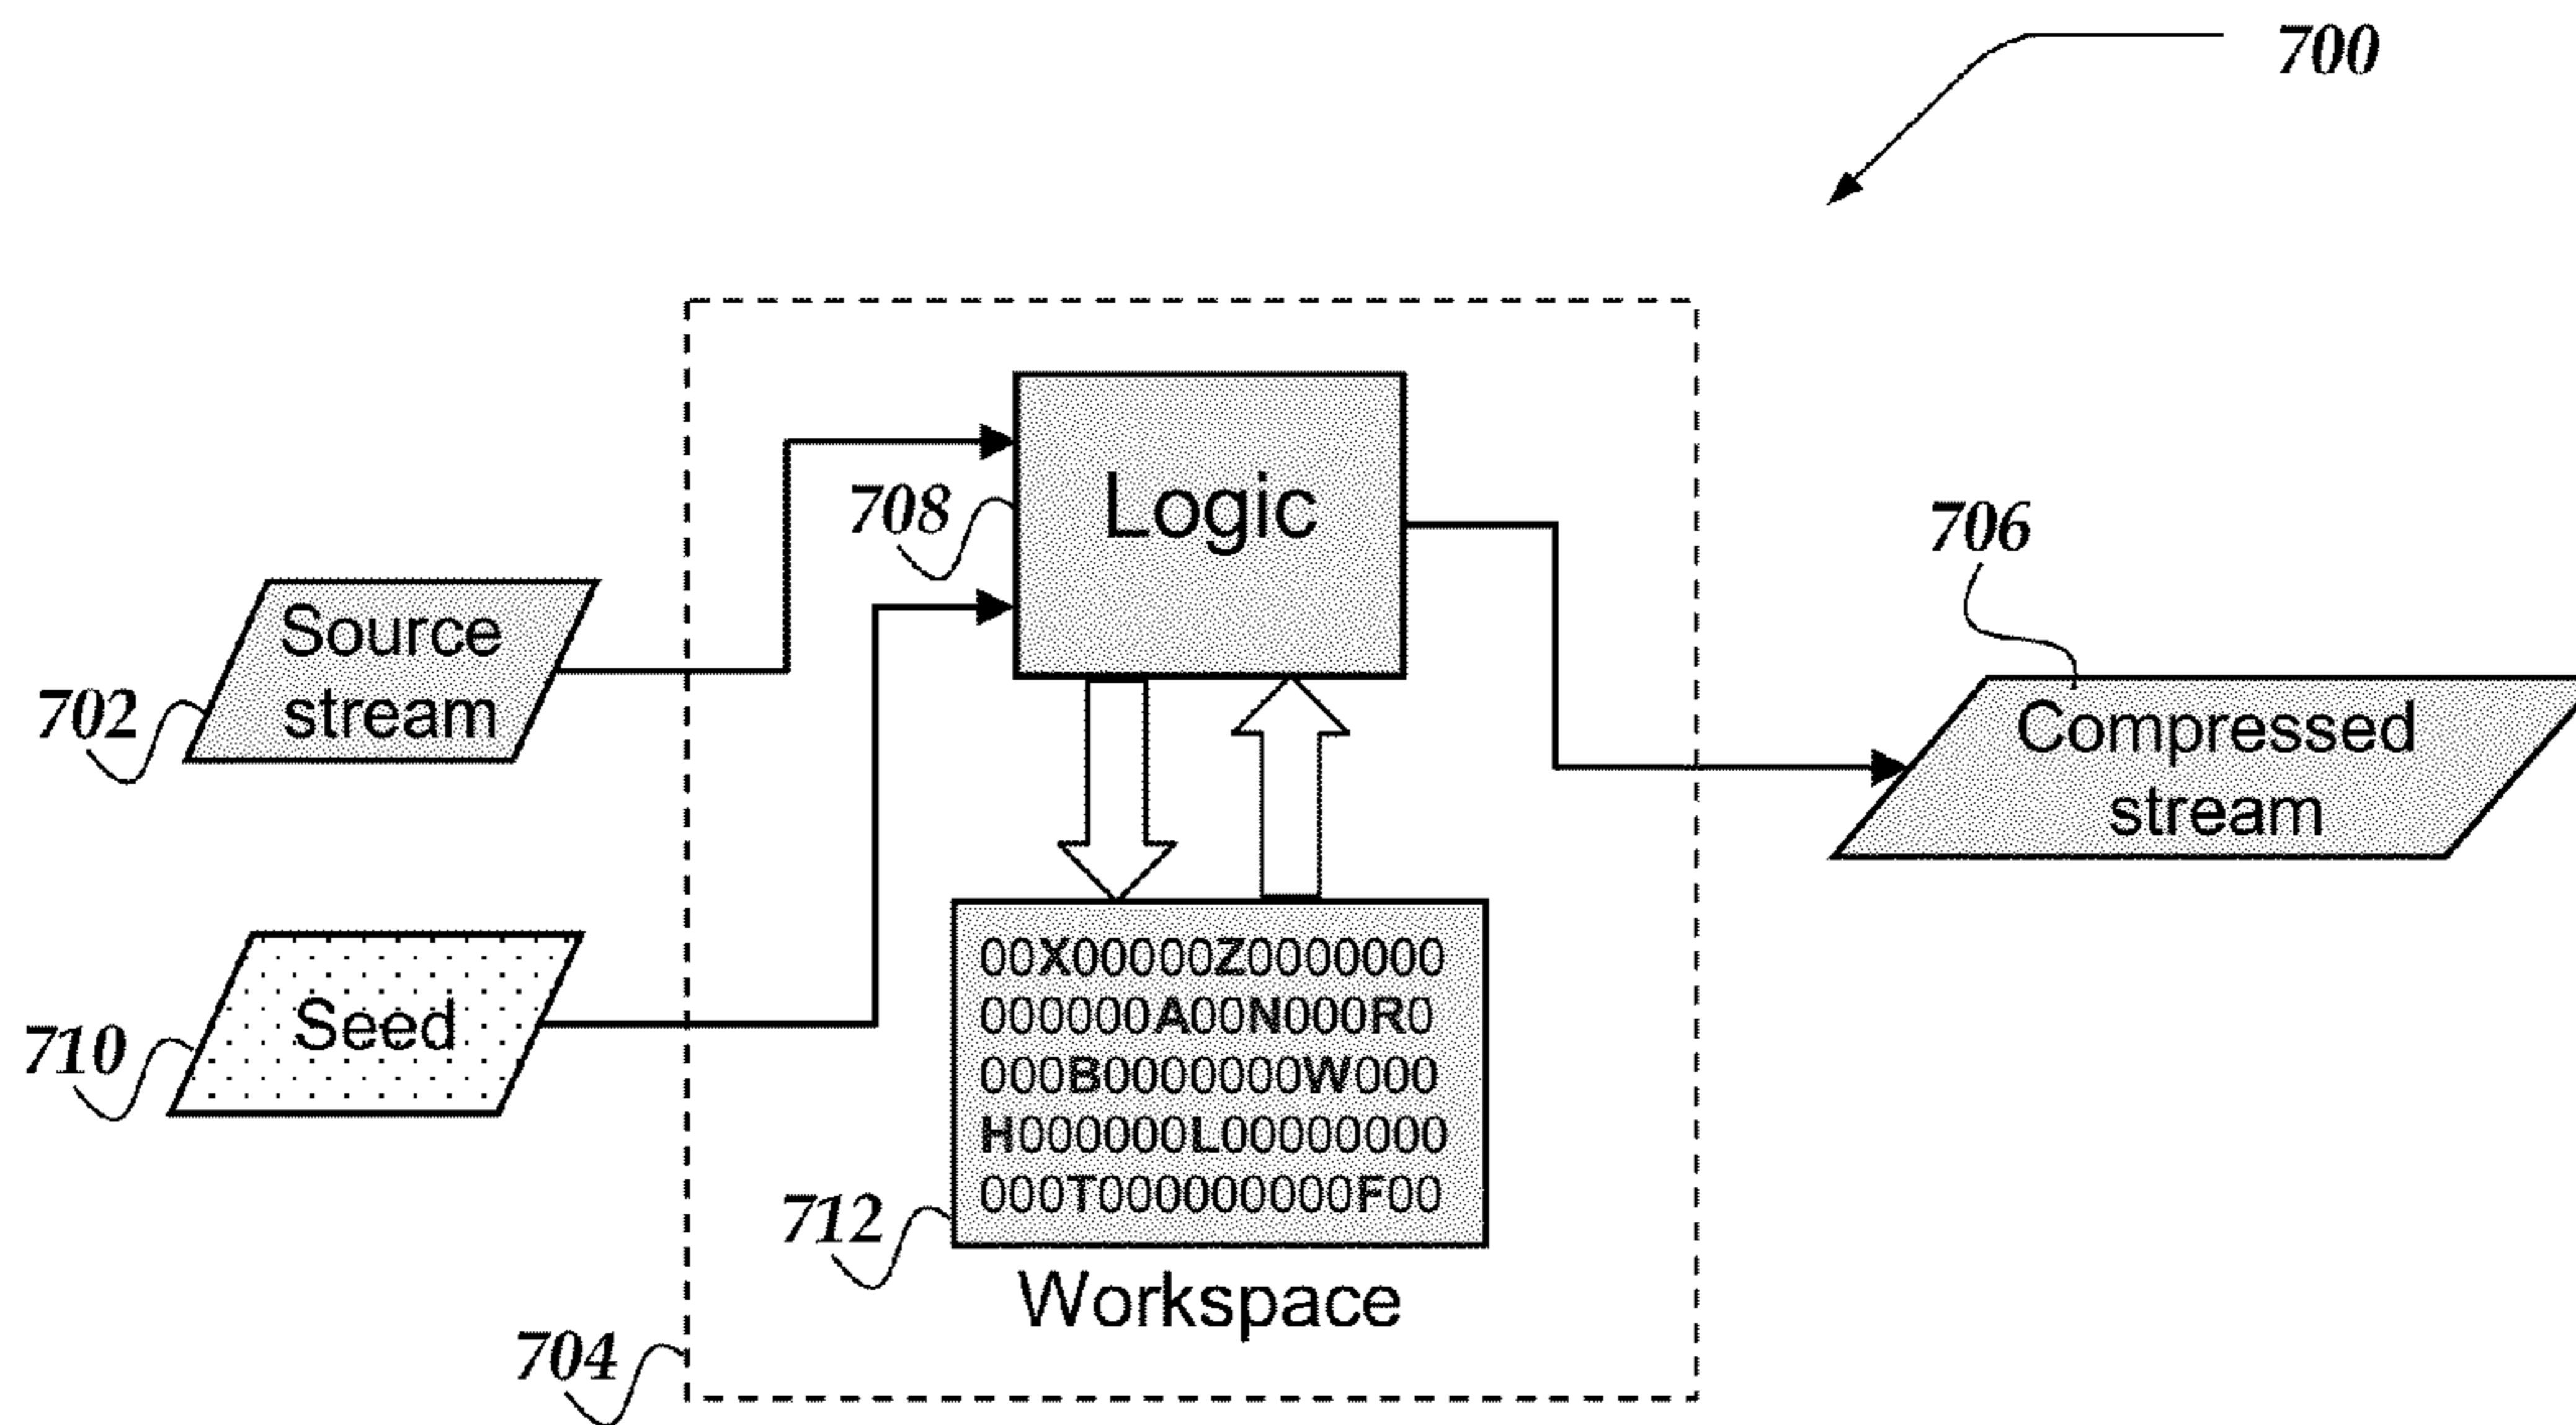 700
708
Logic
706
Source
stream
702
Compressed
stream
Seed
710
00X00000Z0000000
000000A00N000R0
000B0000000W000
H000000L00000000
000T000000000F00
712
Workspace
704